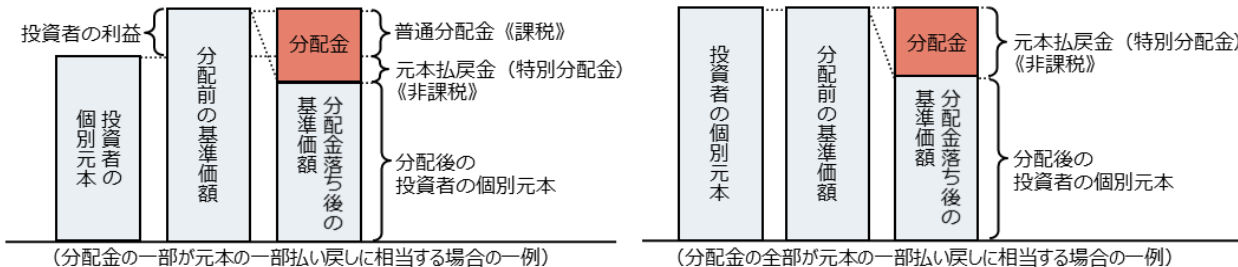 投資者の利益
投資者の
個別元本
分配前の基準価額
分配金
分配金落ち後の
基準価額
普通分配金《課税》
元本払戻金（特別分配金）
《非課税》
分配後の
投資者の個別元本
（分配金の一部が元本の一部払い戻しに相当する場合の一例）
投資者の個別元本
分配前の基準価額
分配金
分配金落ち後の
基準価額
元本払戻金（特別分配金）
《非課税》
分配後の
投資者の個別元本
（分配金の全部が元本の一部払い戻しに相当する場合の一例）